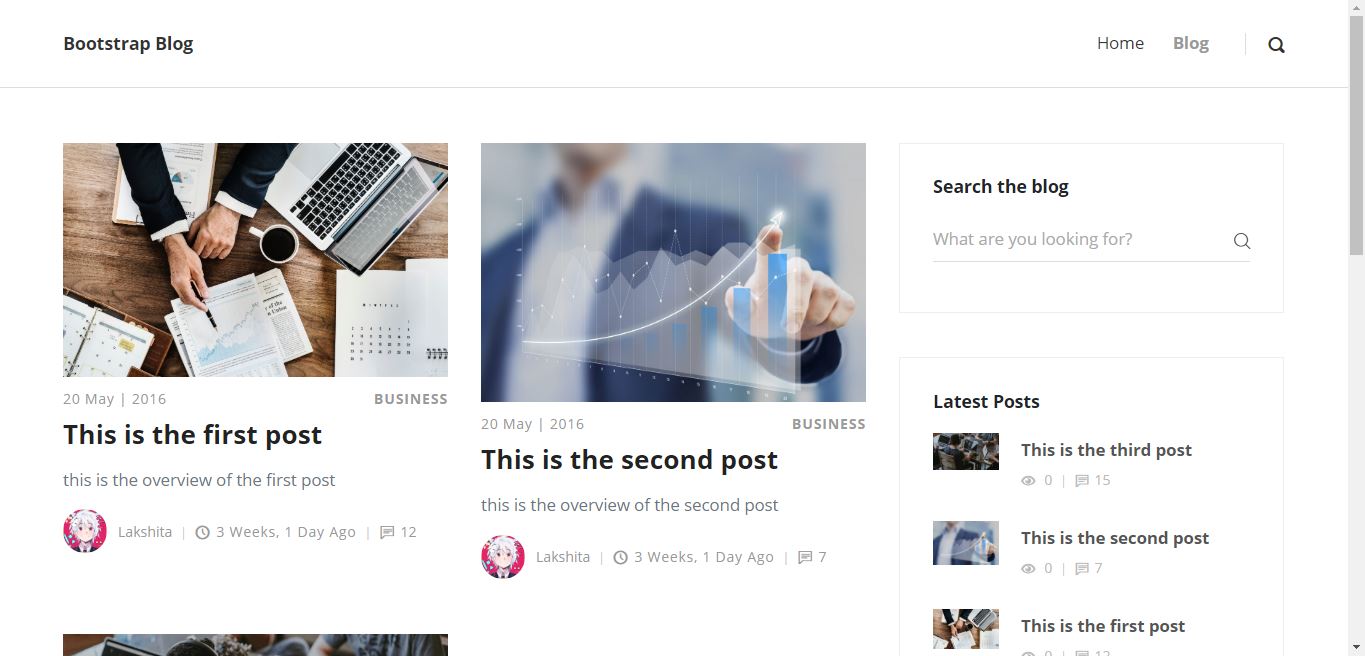 Bootstrap Blog
Home Blog
20 May | 2016 BUSINESS
This is the first post
this is the overview of the first post
Lakshita | 3 Weeks, 1 Day Ago | 12
20 May | 2016 BUSINESS
This is the second post
this is the overview of the second post
Lakshita | 3 Weeks, 1 Day Ago | 7
Search the blog
What are you looking for?
Latest Posts
This is the third post
0 | 15
This is the second post
0 | 7
This is the first post
0 | 12